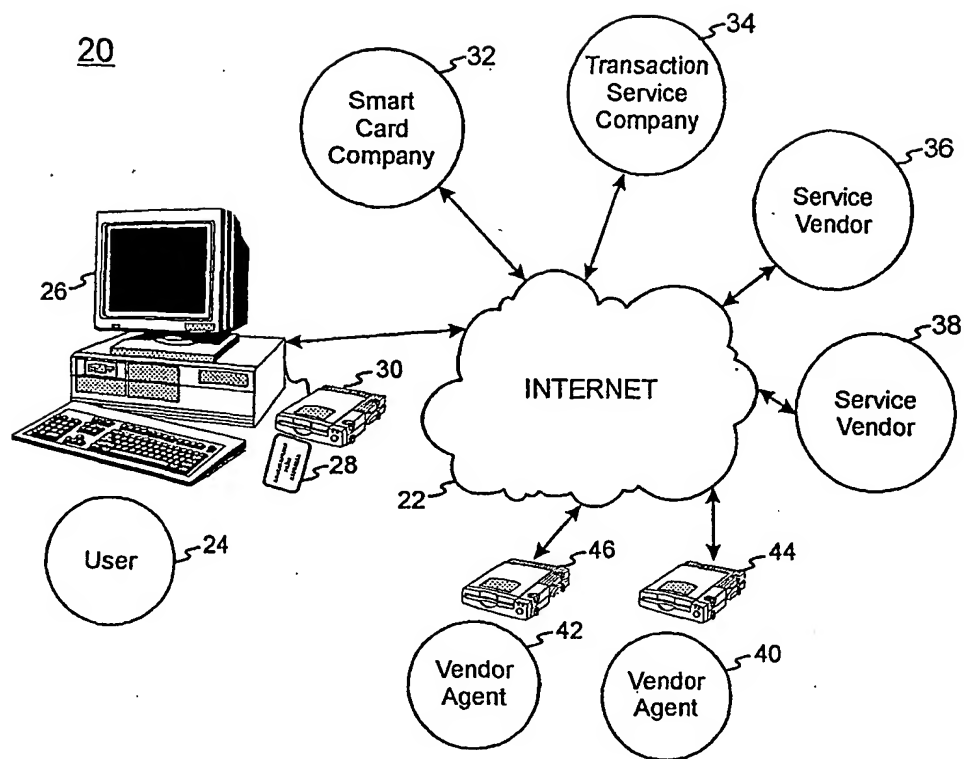 20
32
Smart
Card
Company
34
Transaction
Service
Company
36
Service
Vendor
26
38
Service
Vendor
30
28
INTERNET
22
User
24
46
44
42
Vendor
Agent
40
Vendor
Agent